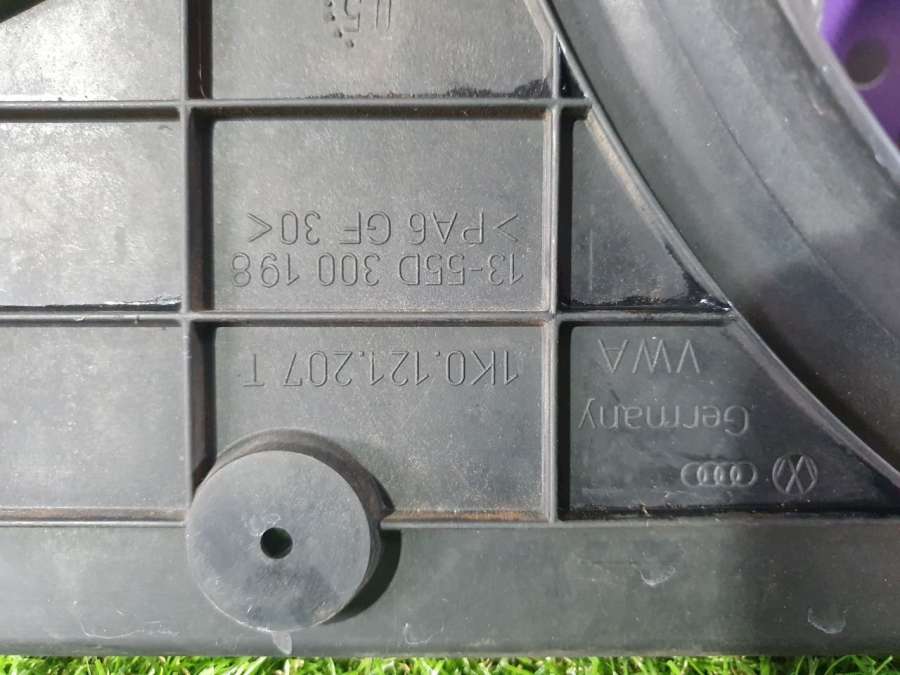 Germany
VWA
1K0.121.207 T
13-55D 300 198
>PA6 GF 30<